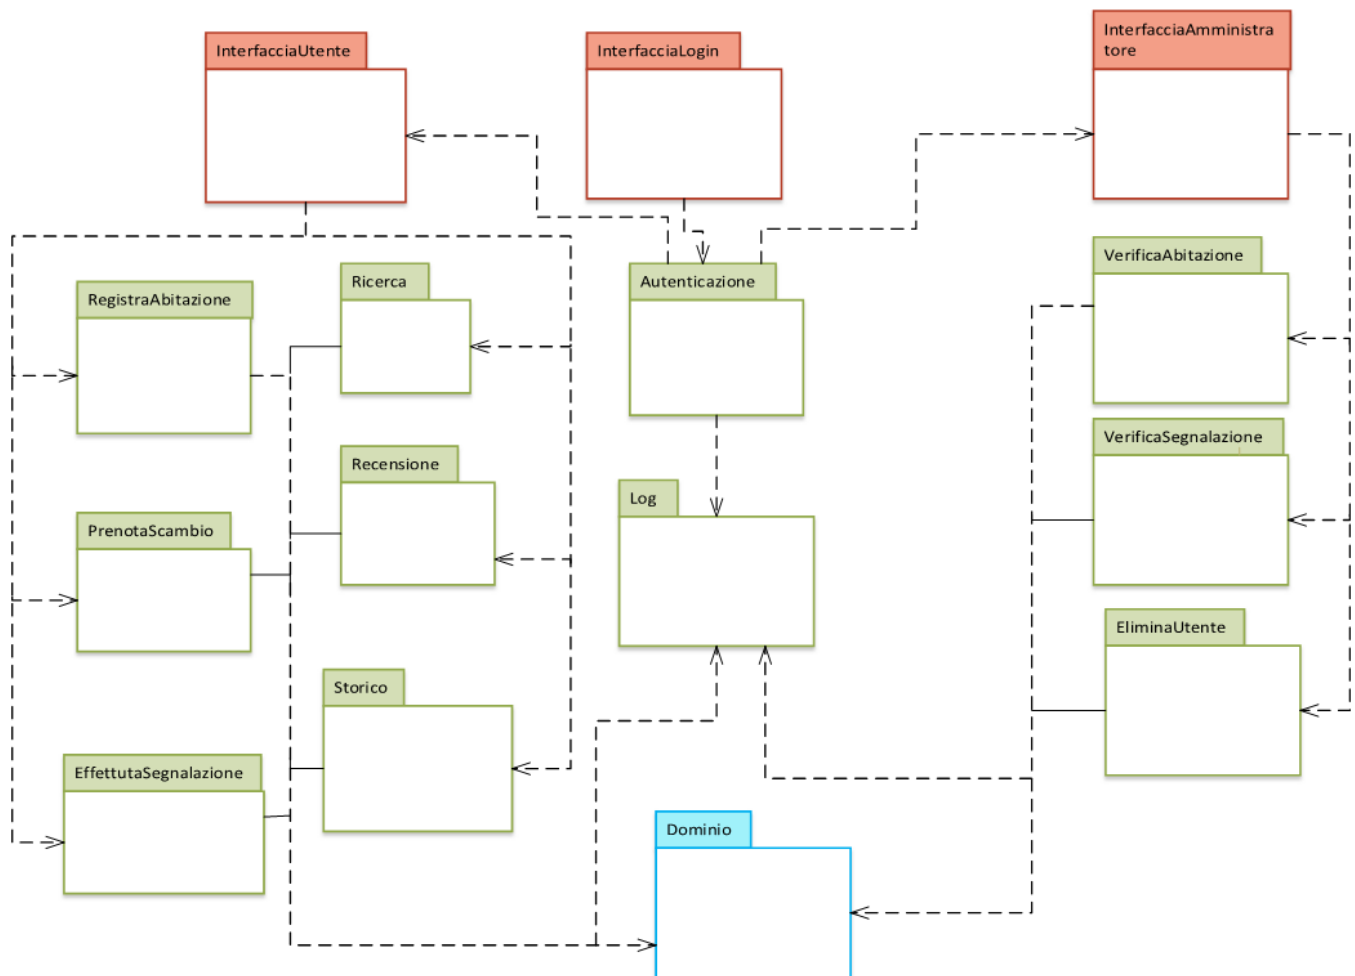 InterfacciaUtente
InterfacciaLogin
InterfacciaAmministra
tore
VerificaAbitazione
Ricerca
Autenticazione
RegistraAbitazione
VerificaSegnalazione
Recensione
Log
PrenotaScambio
EliminaUtente
Storico
EffettutaSegnalazione
Dominio